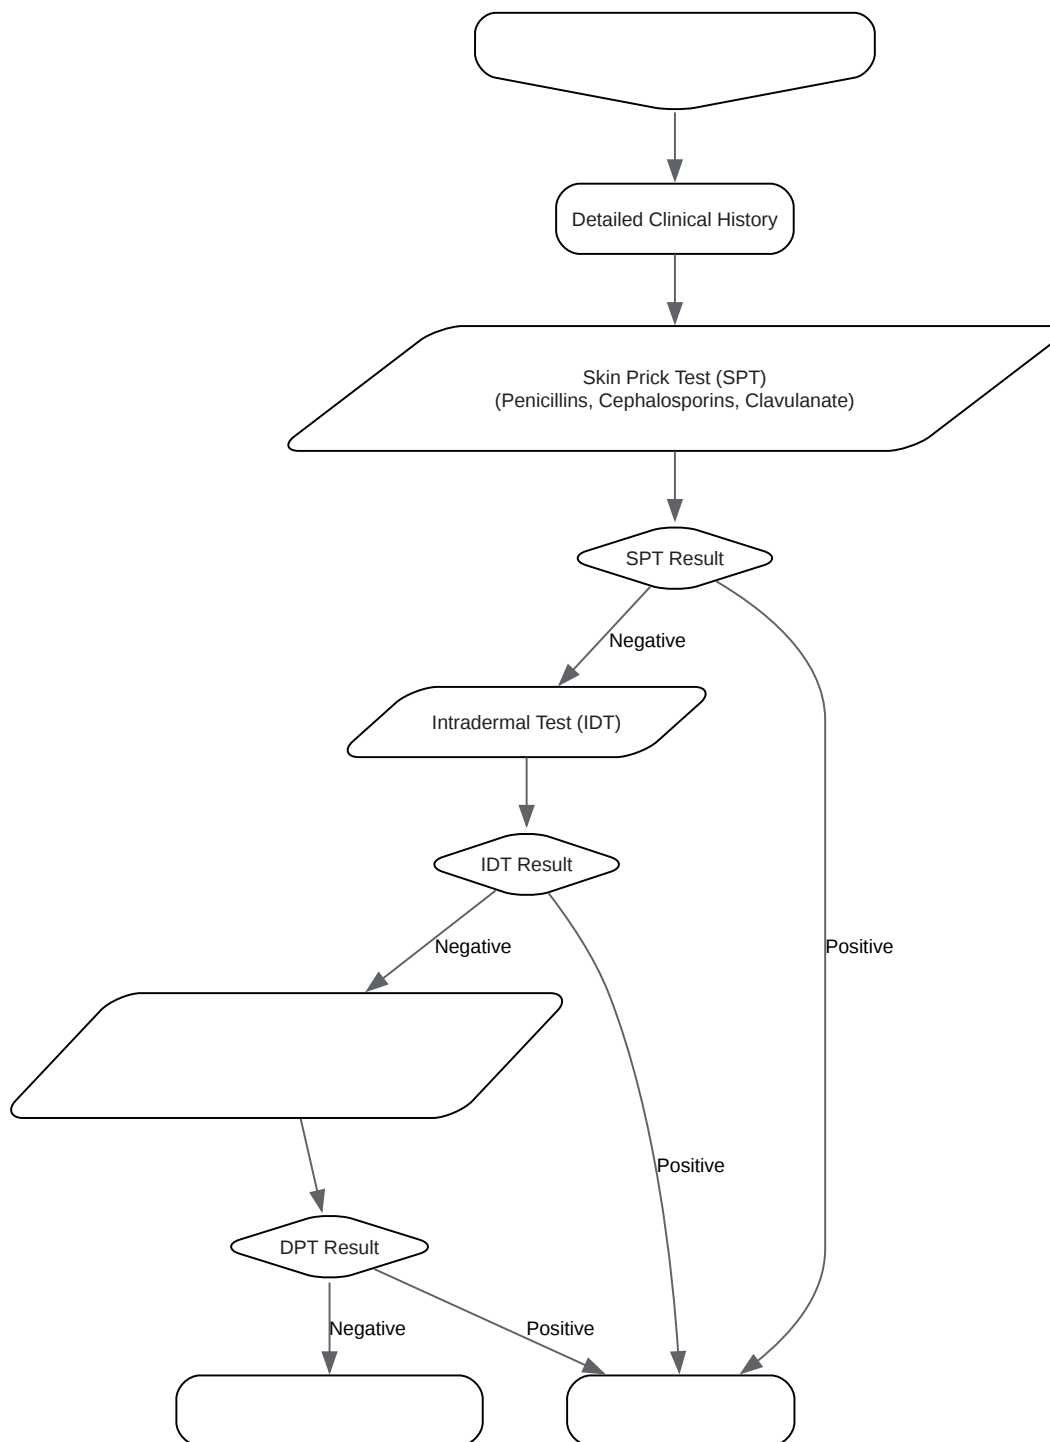 Detailed Clinical History
Skin Prick Test (SPT)
(Penicillins, Cephalosporins, Clavulanate)
SPT Result
Negative
Intradermal Test (IDT)
IDT Result
Negative
Positive
Positive
DPT Result
Negative
Positive